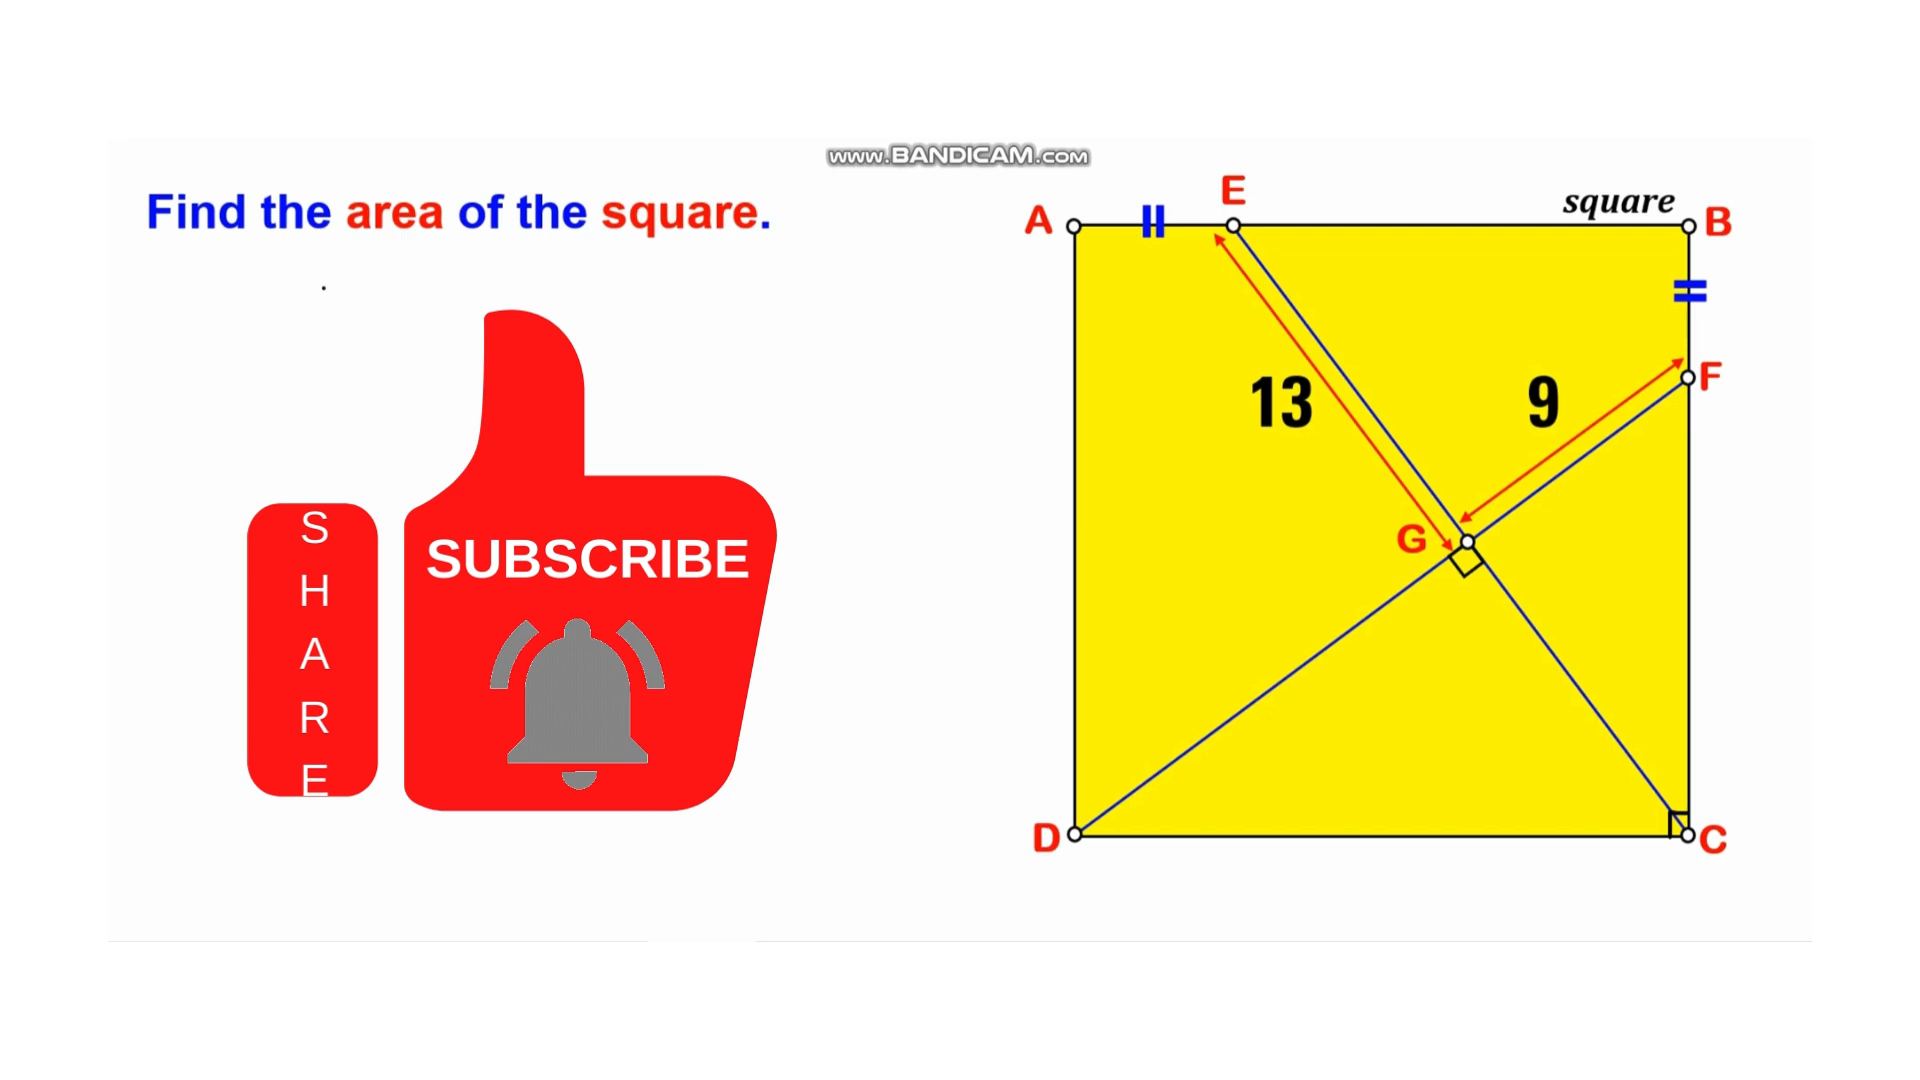 www.BANDICAM.com
Find the area of the square.
square
A
E
B
13
9
F
G
D
C
S
H
A
R
E
SUBSCRIBE